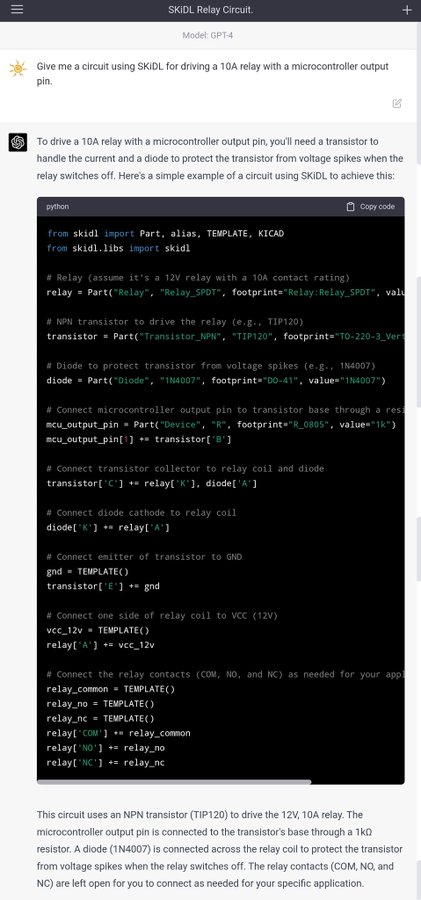 SKiDL Relay Circuit.
Model: GPT-4
Give me a circuit using SKiDL for driving a 10A relay with a microcontroller output
pin.
To drive a 10A relay with a microcontroller output pin, you'll need a transistor to
handle the current and a diode to protect the transistor from voltage spikes when the
relay switches off. Here's a simple example of a circuit using SKiDL to achieve this:
python Copy code
from skidl import Part, alias, TEMPLATE, KICAD
from skidl.libs import skidl
# Relay (assume it's a 12V relay with a 10A contact rating)
relay = Part("Relay", "Relay_SPDT", footprint="Relay:Relay_SPDT", valu
# NPN transistor to drive the relay (e.g., TIP120)
transistor = Part("Transistor_NPN", "TIP120", footprint="TO-220-3_Vert
# Diode to protect transistor from voltage spikes (e.g., 1N4007)
diode = Part("Diode", "1N4007", footprint="DO-41", value="1N4007")
# Connect microcontroller output pin to transistor base through a resi
mcu_output_pin = Part("Device", "R", footprint="R_0805", value="1k")
mcu_output_pin[1] += transistor['B']
# Connect transistor collector to relay coil and diode
transistor['C'] += relay['K'], diode['A']
# Connect diode cathode to relay coil
diode['K'] += relay['A']
# Connect emitter of transistor to GND
gnd = TEMPLATE()
transistor['E'] += gnd
# Connect one side of relay coil to VCC (12V)
vcc_12v = TEMPLATE()
relay['A'] += vcc_12v
# Connect the relay contacts (COM, NO, and NC) as needed for your appl
relay_common = TEMPLATE()
relay_no = TEMPLATE()
relay_nc = TEMPLATE()
relay['COM'] += relay_common
relay['NO'] += relay_no
relay['NC'] += relay_nc
This circuit uses an NPN transistor (TIP120) to drive the 12V, 10A relay. The
microcontroller output pin is connected to the transistor's base through a 1kΩ
resistor. A diode (1N4007) is connected across the relay coil to protect the transistor
from voltage spikes when the relay switches off. The relay contacts (COM, NO, and
NC) are left open for you to connect as needed for your specific application.